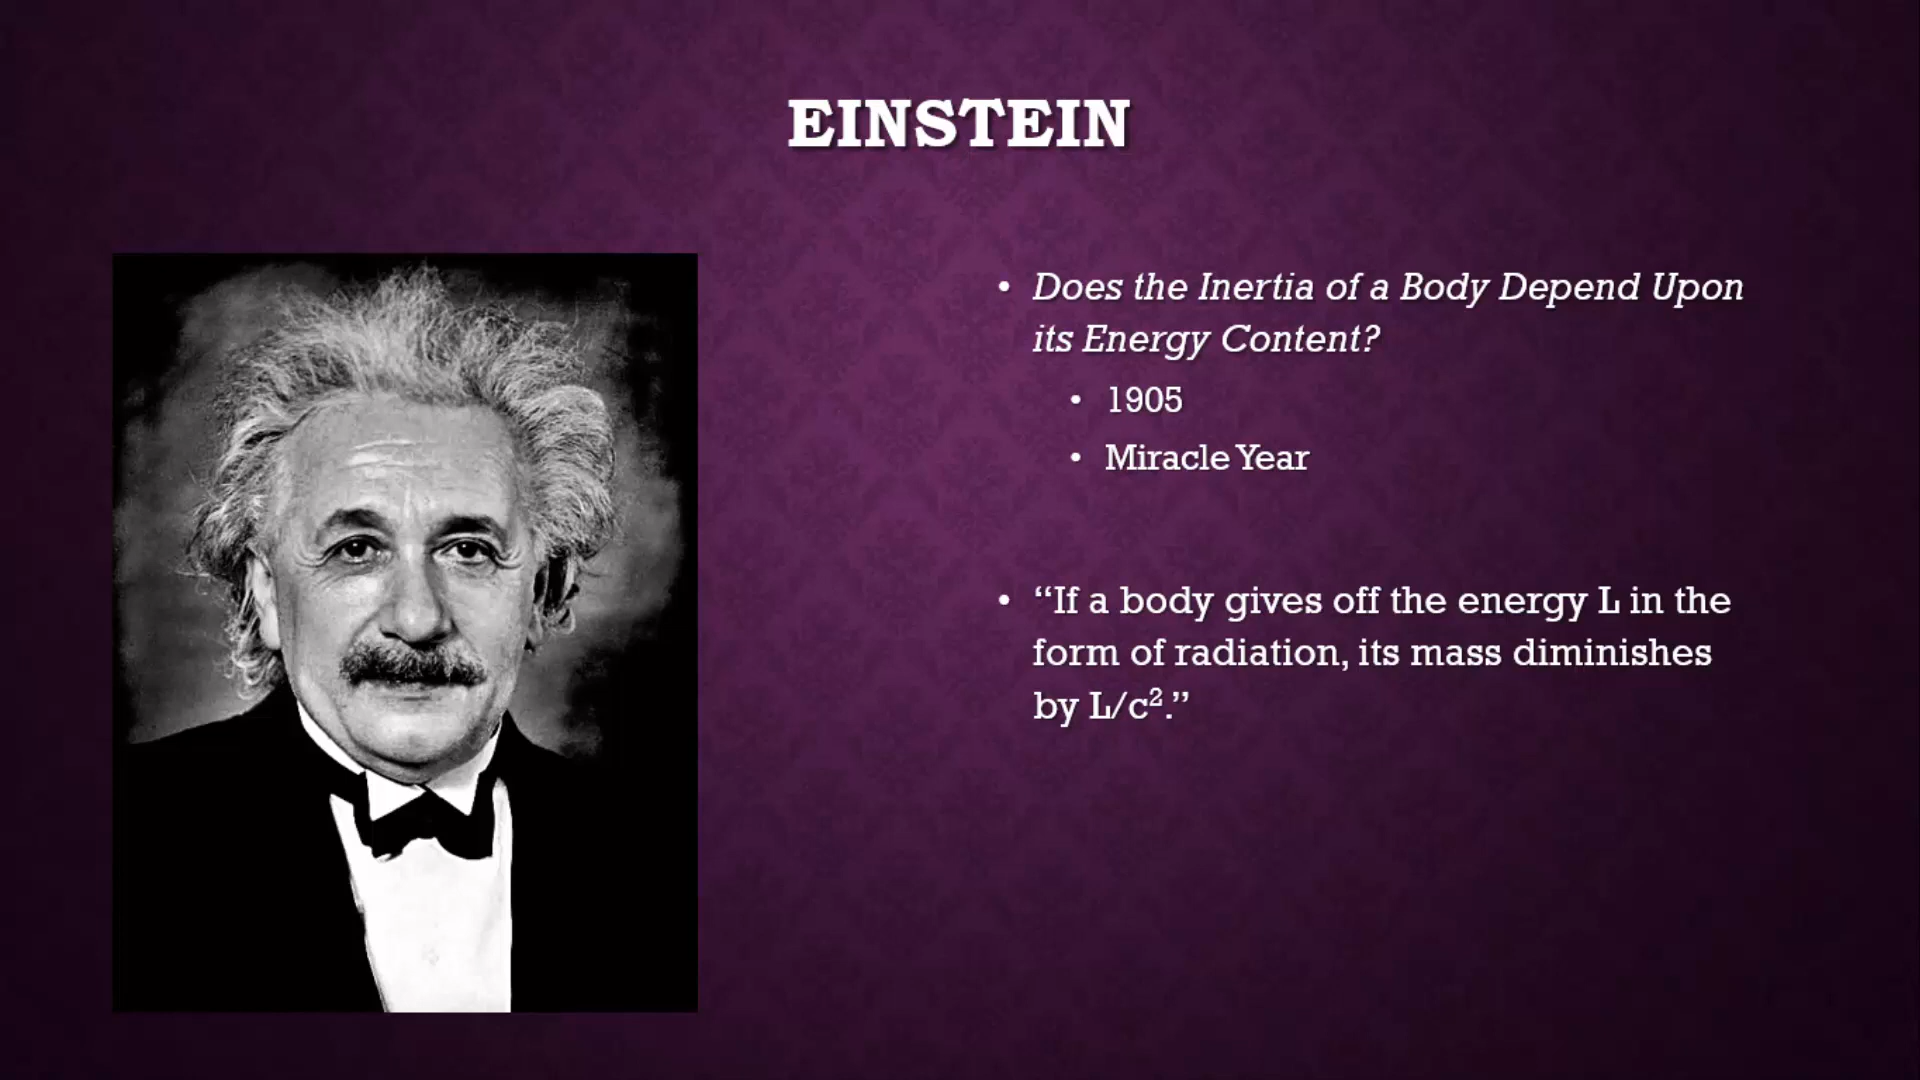 EINSTEIN
• Does the Inertia of a Body Depend Upon
its Energy Content?
• 1905
• Miracle Year
• “If a body gives off the energy L in the
form of radiation, its mass diminishes
by L/c².”